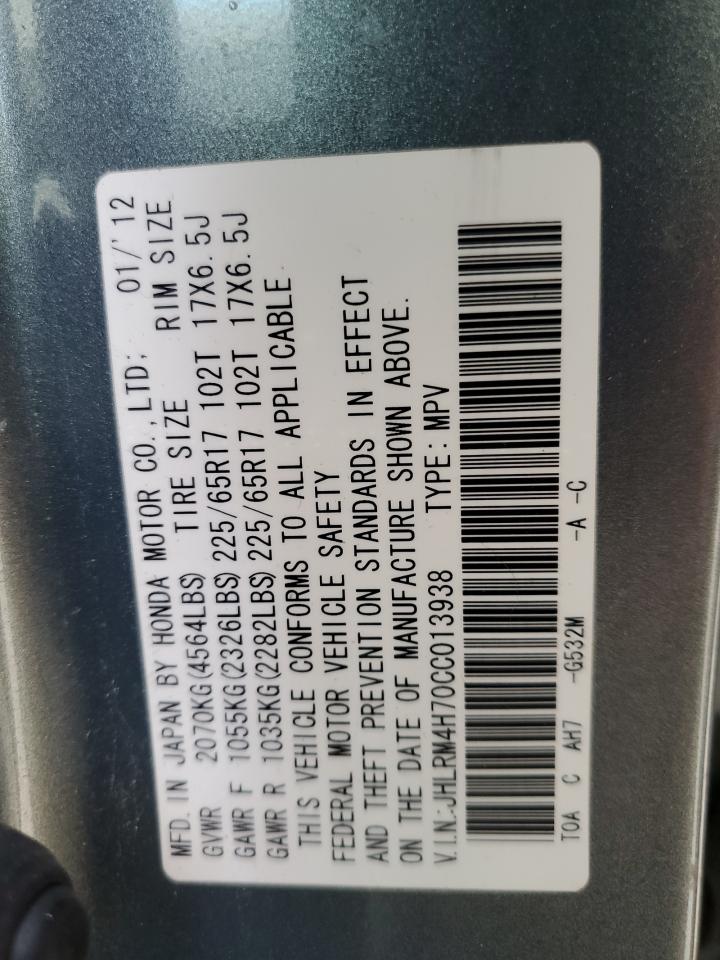 MFD. IN JAPAN BY HONDA MOTOR CO., LTD; 01/'12
GVWR 2070KG(4564LBS) TIRE SIZE RIM SIZE
GAWR F 1055KG(2326LBS) 225/65R17 102T 17X6.5J
GAWR R 1035KG(2282LBS) 225/65R17 102T 17X6.5J
THIS VEHICLE CONFORMS TO ALL APPLICABLE
FEDERAL MOTOR VEHICLE SAFETY
AND THEFT PREVENTION STANDARDS IN EFFECT
ON THE DATE OF MANUFACTURE SHOWN ABOVE.
V.I.N.:JHLRM4H70CC013938 TYPE: MPV
TOA C AH7 -G532M -A -C